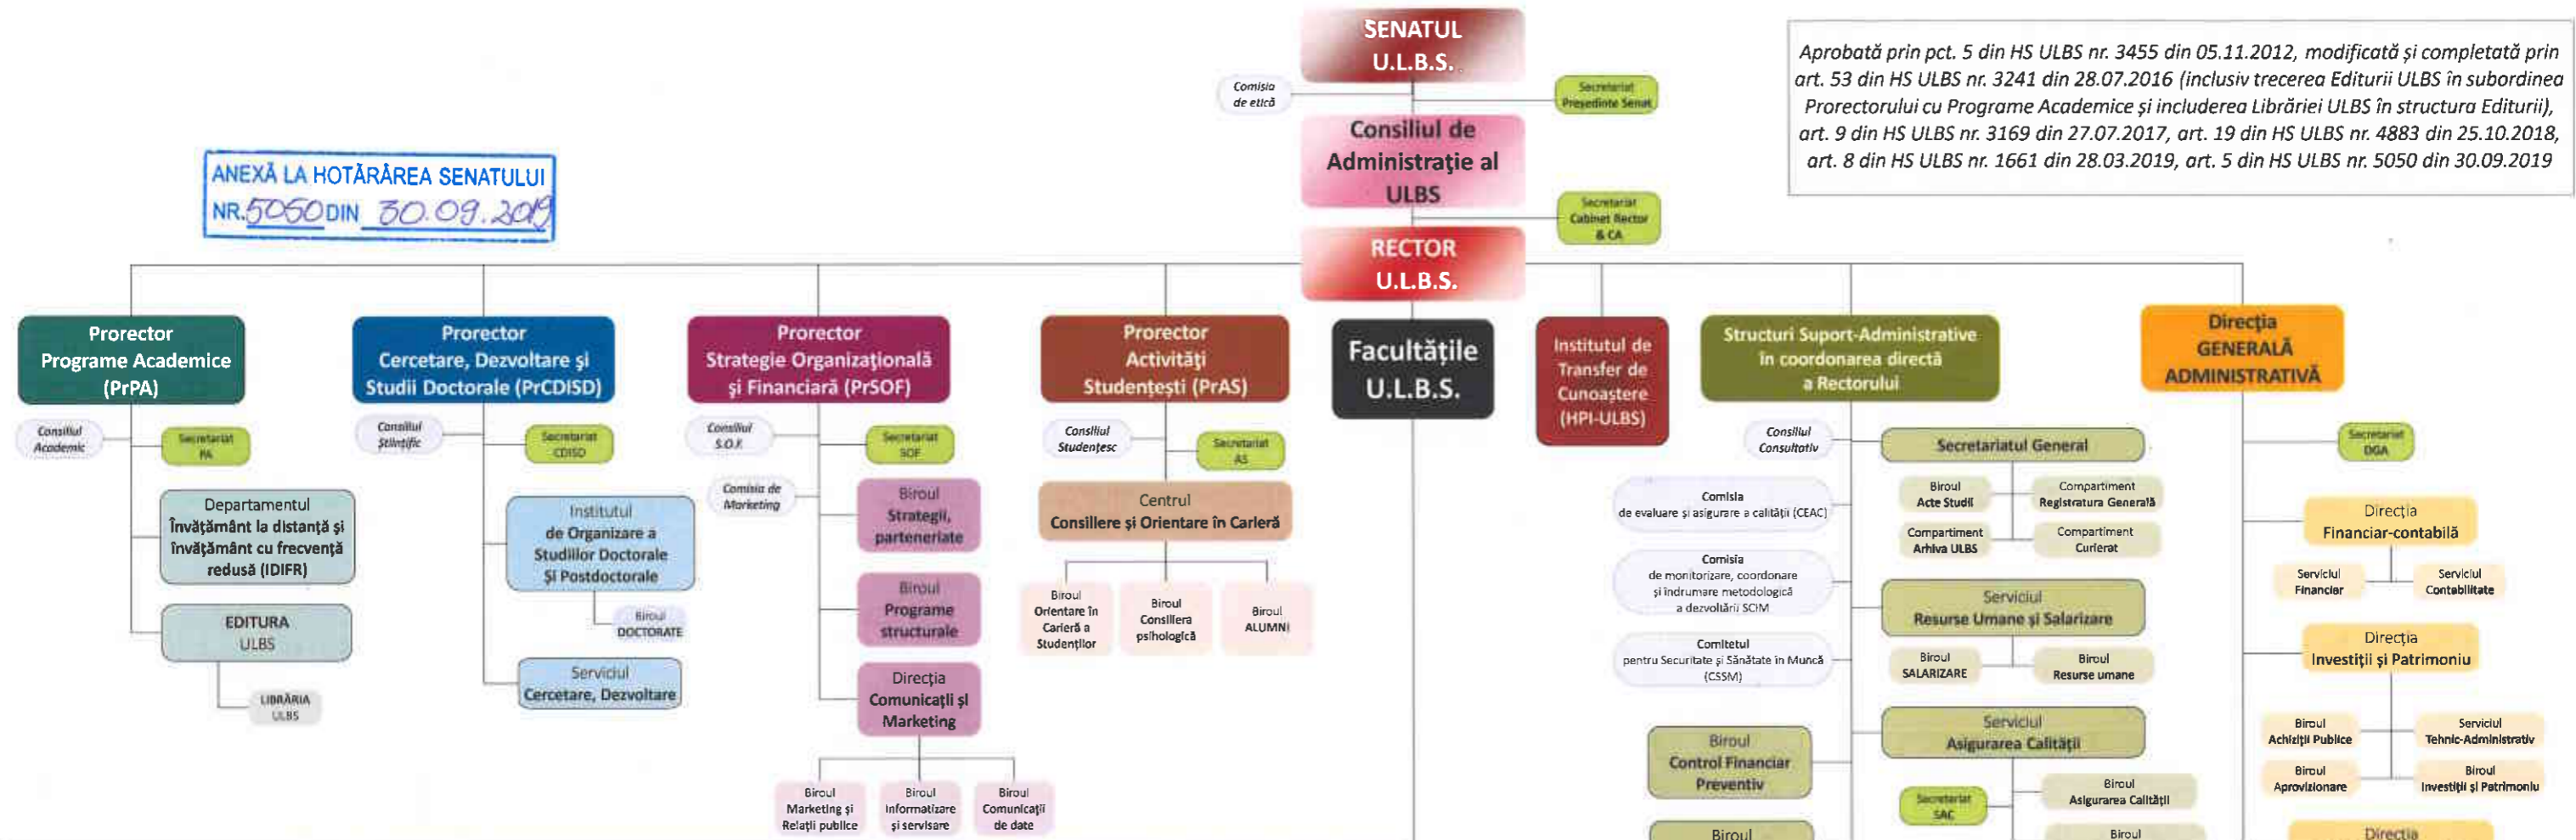 SENATUL
U.L.B.S.
Comisia
de etică
Secretariat
Președinte Senat
Consiliul de
Administrație al
ULBS
Secretariat
Cabinet Rector
& CA
RECTOR
U.L.B.S.
Aprobată prin pct. 5 din HS ULBS nr. 3455 din 05.11.2012, modificată și completată prin
art. 53 din HS ULBS nr. 3241 din 28.07.2016 (inclusiv trecerea Editurii ULBS în subordinea
Prorectorului cu Programe Academice și includerea Librăriei ULBS în structura Editurii),
art. 9 din HS ULBS nr. 3169 din 27.07.2017, art. 19 din HS ULBS nr. 4883 din 25.10.2018,
art. 8 din HS ULBS nr. 1661 din 28.03.2019, art. 5 din HS ULBS nr. 5050 din 30.09.2019
ANEXĂ LA HOTĂRÂREA SENATULUI
NR. 5050 DIN 30.09.2019
Prorector
Programe Academice
(PrPA)
Consiliul
Academic
Secretariat
PA
Departamentul
Învățământ la distanță și
învățământ cu frecvență
redusă (IDIFR)
EDITURA
ULBS
LIBRĂRIA
ULBS
Prorector
Cercetare, Dezvoltare și
Studii Doctorale (PrCDISD)
Consiliul
Științific
Secretariat
CDISD
Institutul
de Organizare a
Studiilor Doctorale
Și Postdoctorale
Biroul
DOCTORATE
Serviciul
Cercetare, Dezvoltare
Prorector
Strategie Organizațională
și Financiară (PrSOF)
Consiliul
S.O.F.
Secretariat
SOF
Comisia de
Marketing
Biroul
Strategii,
parteneriate
Biroul
Programe
structurale
Direcția
Comunicații și
Marketing
Biroul
Marketing și
Relații publice
Biroul
Informatizare
și servisare
Biroul
Comunicații
de date
Prorector
Activități
Studențești (PrAS)
Consiliul
Studențesc
Secretariat
AS
Centrul
Consiliere și Orientare în Carieră
Biroul
Orientare în
Carieră a
Studenților
Biroul
Consiliera
psihologică
Biroul
ALUMNI
Facultățile
U.L.B.S.
Institutul de
Transfer de
Cunoaștere
(HPI-ULBS)
Structuri Suport-Administrative
în coordonarea directă
a Rectorului
Consiliul
Consultativ
Secretariatul General
Biroul
Acte Studii
Compartiment
Registratura Generală
Compartiment
Arhiva ULBS
Compartiment
Curierat
Comisia
de evaluare și asigurare a calității (CEAC)
Comisia
de monitorizare, coordonare
și îndrumare metodologică
a dezvoltării SCIM
Serviciul
Resurse Umane și Salarizare
Biroul
SALARIZARE
Biroul
Resurse umane
Comitetul
pentru Securitate și Sănătate în Muncă
(CSSM)
Serviciul
Asigurarea Calității
Biroul
Control Financiar
Preventiv
Secretariat
SAC
Biroul
Asigurarea Calității
Biroul
Biroul
Direcția
GENERALĂ
ADMINISTRATIVĂ
Secretariat
DGA
Direcția
Financiar-contabilă
Serviciul
Financiar
Serviciul
Contabilitate
Direcția
Investiții și Patrimoniu
Biroul
Achiziții Publice
Serviciul
Tehnic-Administrativ
Biroul
Aprovizionare
Biroul
Investiții și Patrimoniu
Direcția